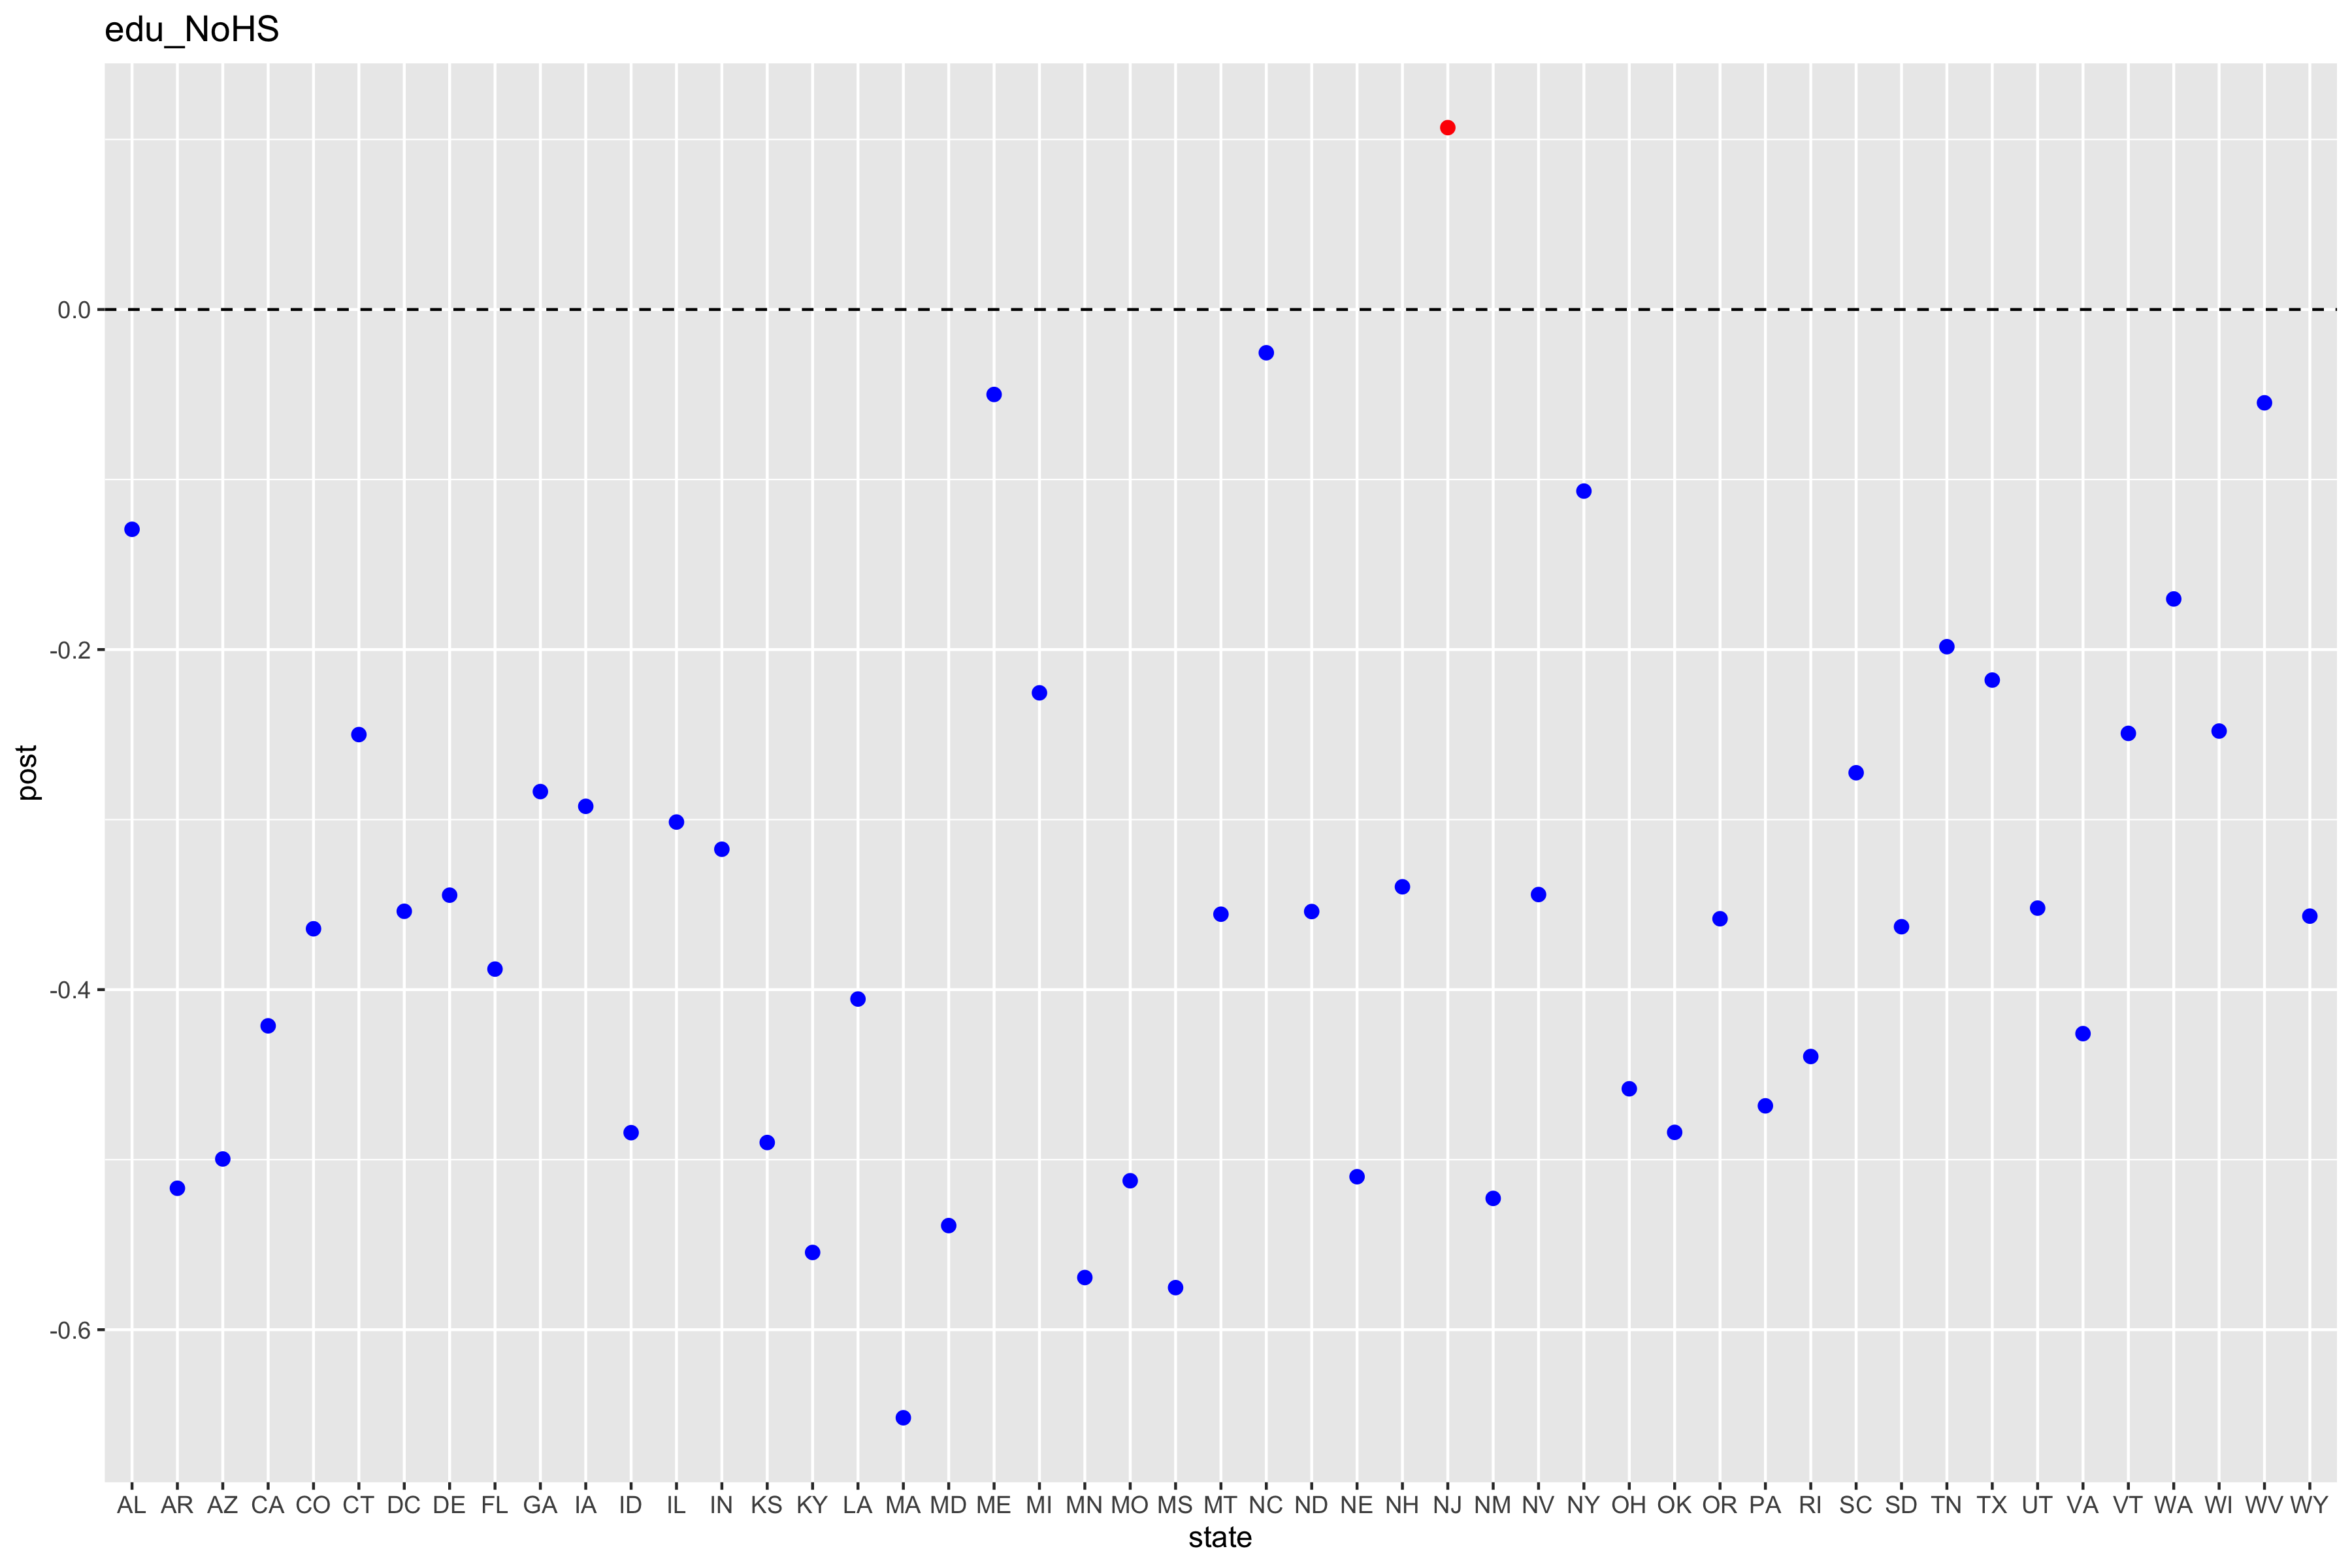 edu_NoHS
0.0
-0.2
-0.4
-0.6
post
AL AR AZ CA CO CT DC DE FL GA IA ID IL IN KS KY LA MA MD ME MI MN MO MS MT NC ND NE NH NJ NM NV NY OH OK OR PA RI SC SD TN TX UT VA VT WA WI WV WY
state